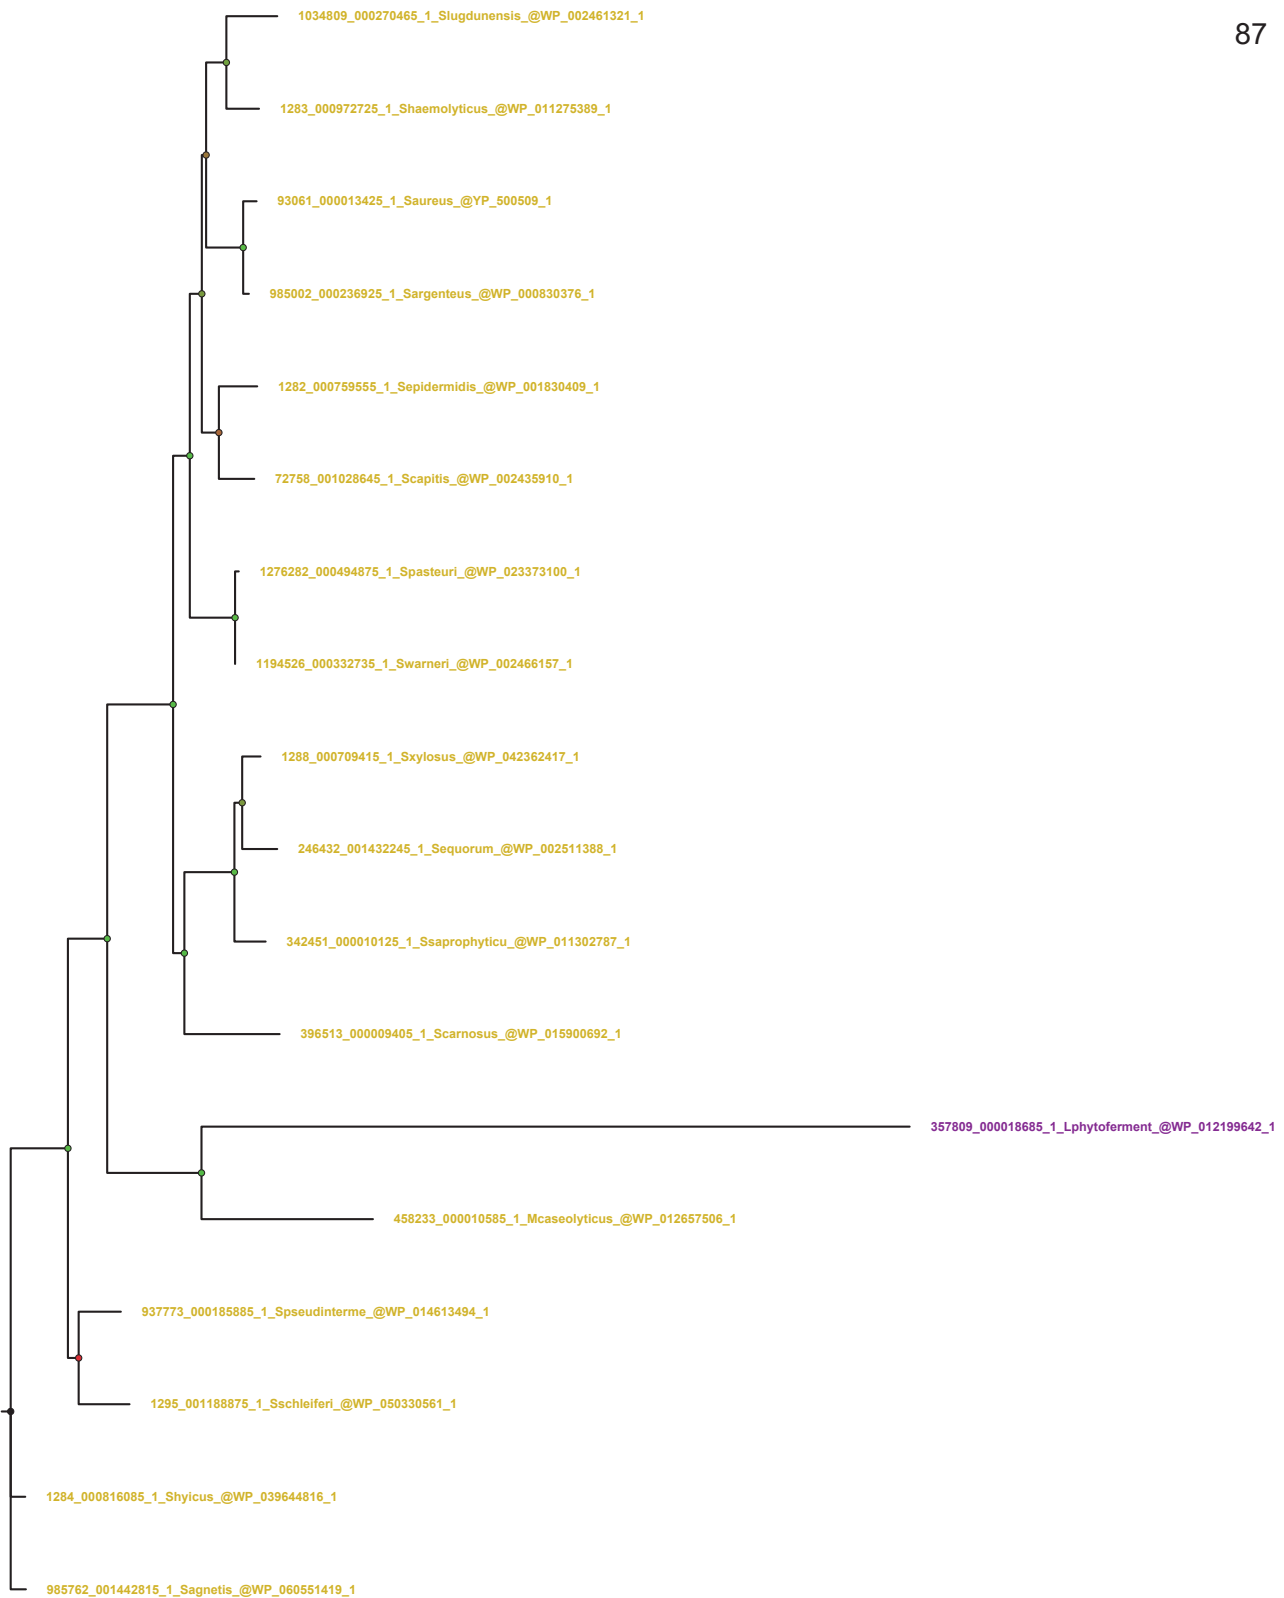 1034809_000270465_1_Slugdunensis_@WP_002461321_1
87
1283_000972725_1_Shaemolyticus_@WP_011275389_1
93061_000013425_1_Saureus_@YP_500509_1
985002_000236925_1_Sargenteus_@WP_000830376_1
1282_000759555_1_Sepidermidis_@WP_001830409_1
72758_001028645_1_Scapitis_@WP_002435910_1
1276282_000494875_1_Spasteuri_@WP_023373100_1
1194526_000332735_1_Swarneri_@WP_002466157_1
1288_000709415_1_Sxylosus_@WP_042362417_1
246432_001432245_1_Sequorum_@WP_002511388_1
342451_000010125_1_Ssaprophyticu_@WP_011302787_1
396513_000009405_1_Scarnosus_@WP_015900692_1
357809_000018685_1_Lphytoferment_@WP_012199642_1
458233_000010585_1_Mcaseolyticus_@WP_012657506_1
937773_000185885_1_Spseudinterme_@WP_014613494_1
1295_001188875_1_Sschleiferi_@WP_050330561_1
1284_000816085_1_Shyicus_@WP_039644816_1
985762_001442815_1_Sagnetis_@WP_060551419_1